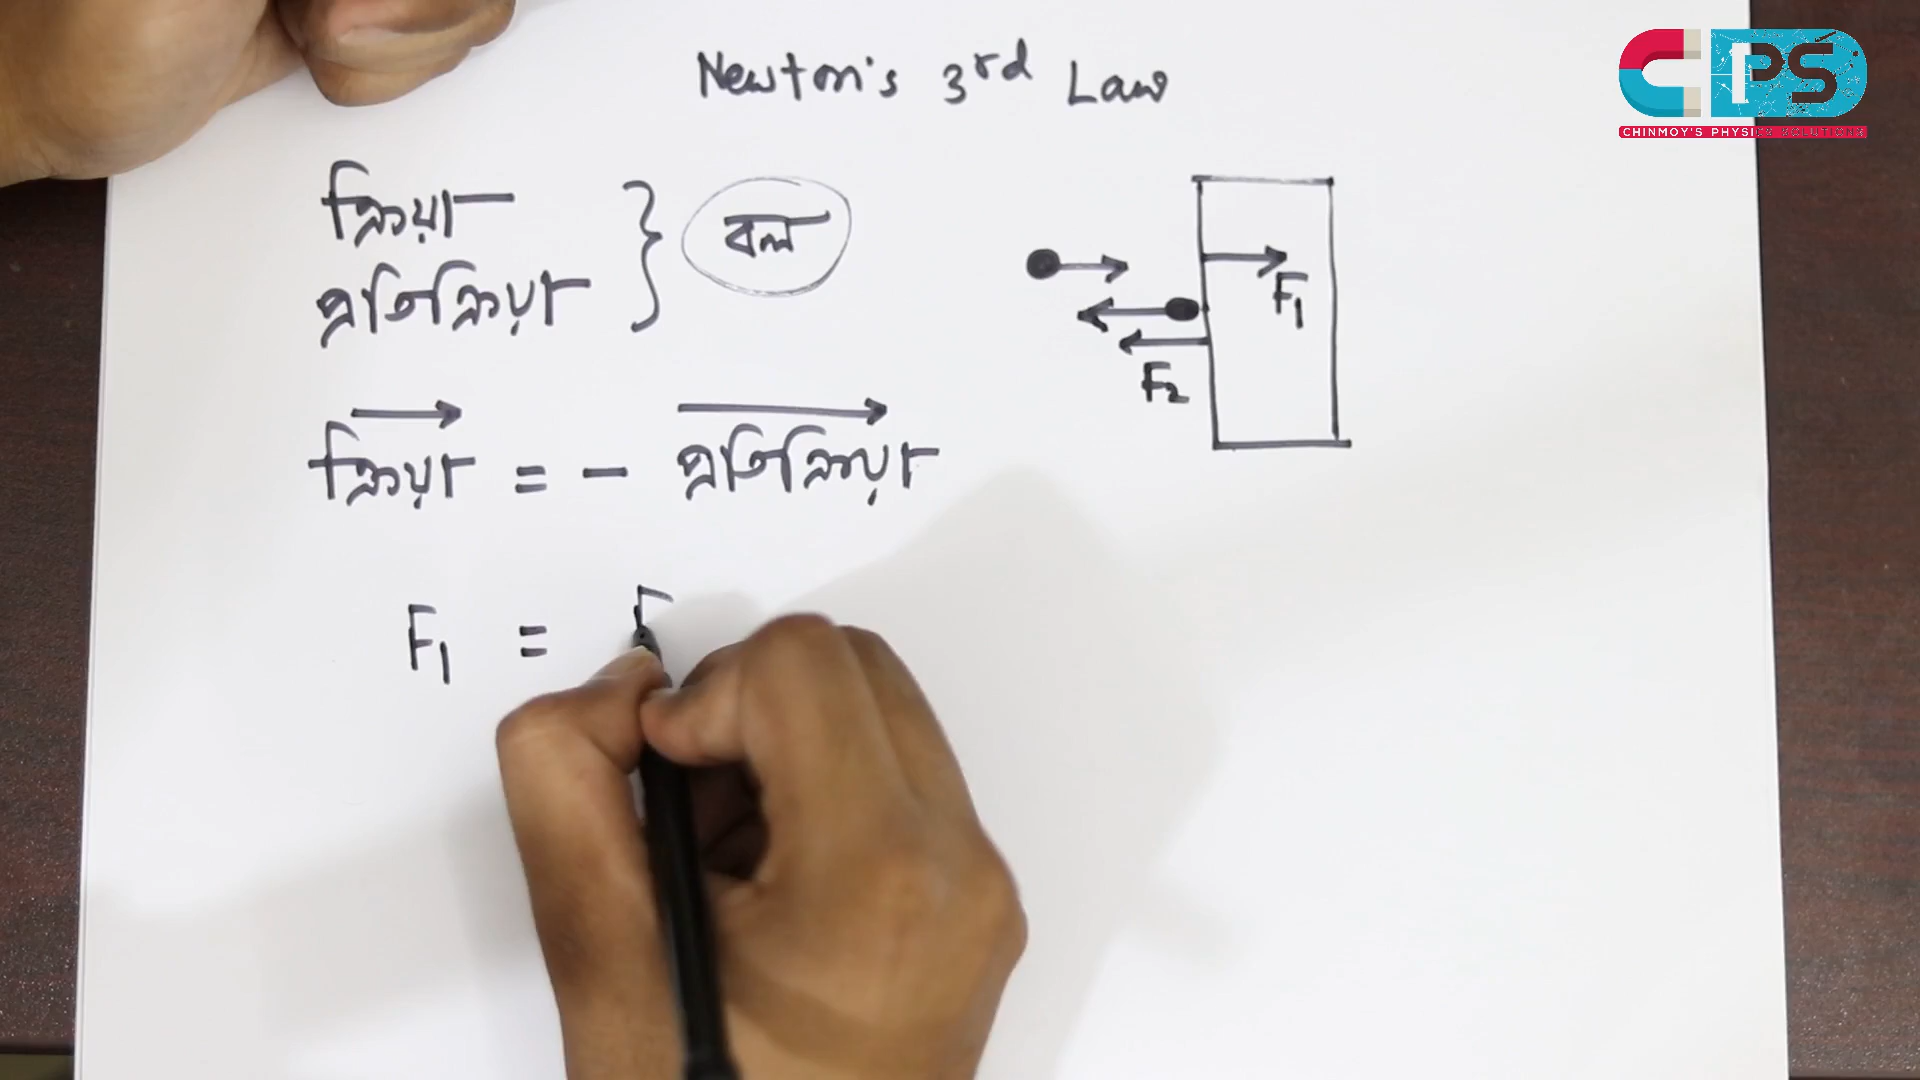 Newton's 3rd Law
CPS
CHINMOY'S PHYSICS SOLUTIONS
ক্রিয়া
প্রতিক্রিয়া } বল
F1
F2
ক্রিয়া = - প্রতিক্রিয়া
F1 = F